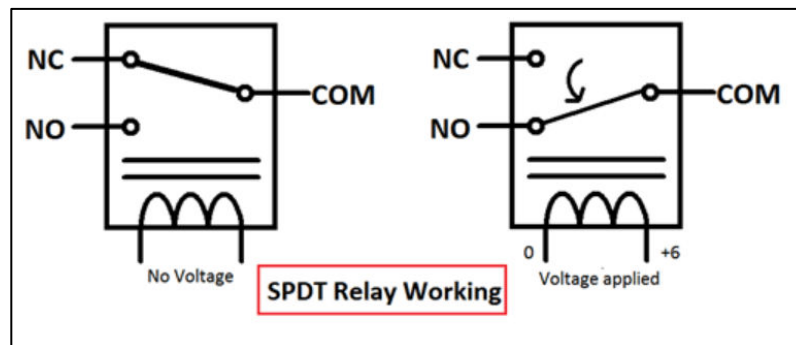 NC
COM
NO
No Voltage
NC
COM
NO
0
+6
Voltage applied
SPDT Relay Working